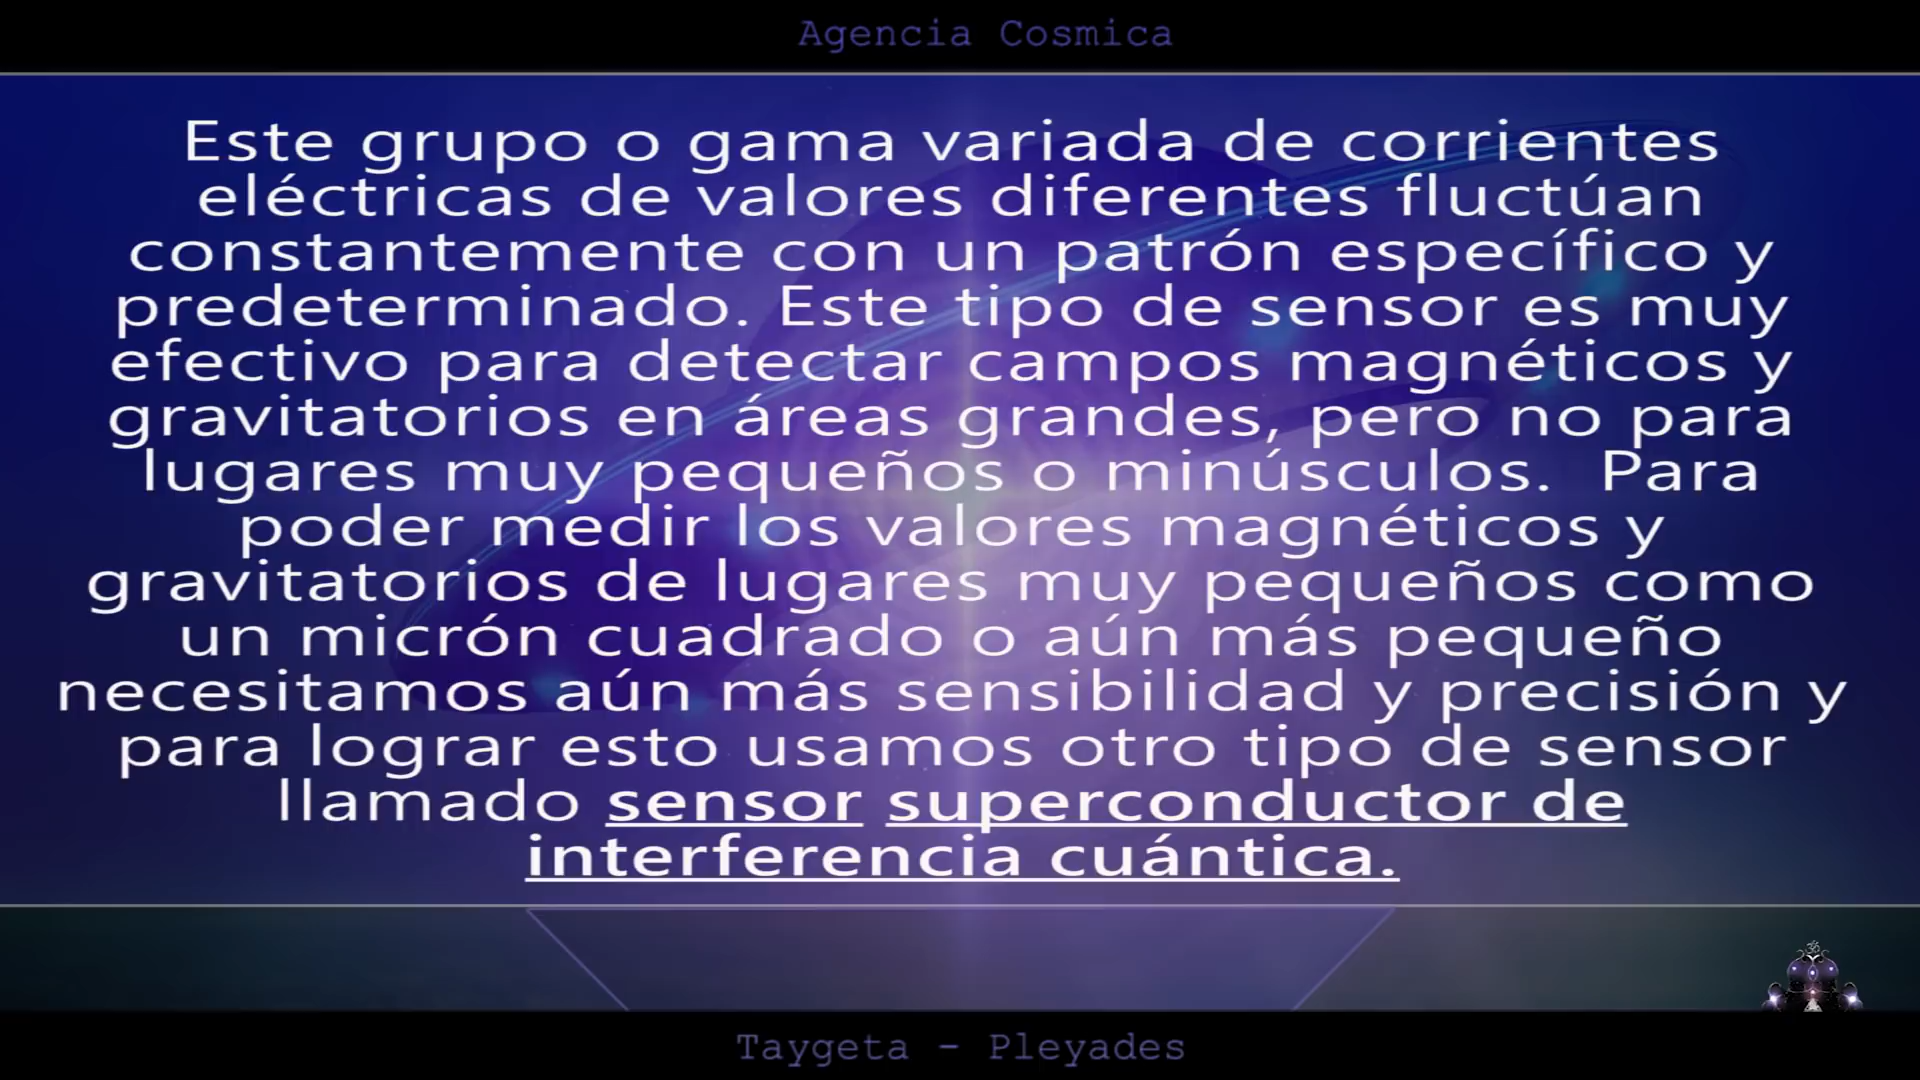 Agencia Cosmica
Este grupo o gama variada de corrientes
eléctricas de valores diferentes fluctúan
constantemente con un patrón específico y
predeterminado. Este tipo de sensor es muy
efectivo para detectar campos magnéticos y
gravitatorios en áreas grandes, pero no para
lugares muy pequeños o minúsculos.  Para
poder medir los valores magnéticos y
gravitatorios de lugares muy pequeños como
un micrón cuadrado o aún más pequeño
necesitamos aún más sensibilidad y precisión y
para lograr esto usamos otro tipo de sensor
llamado sensor superconductor de
interferencia cuántica.
ॐ
Taygeta - Pleyades